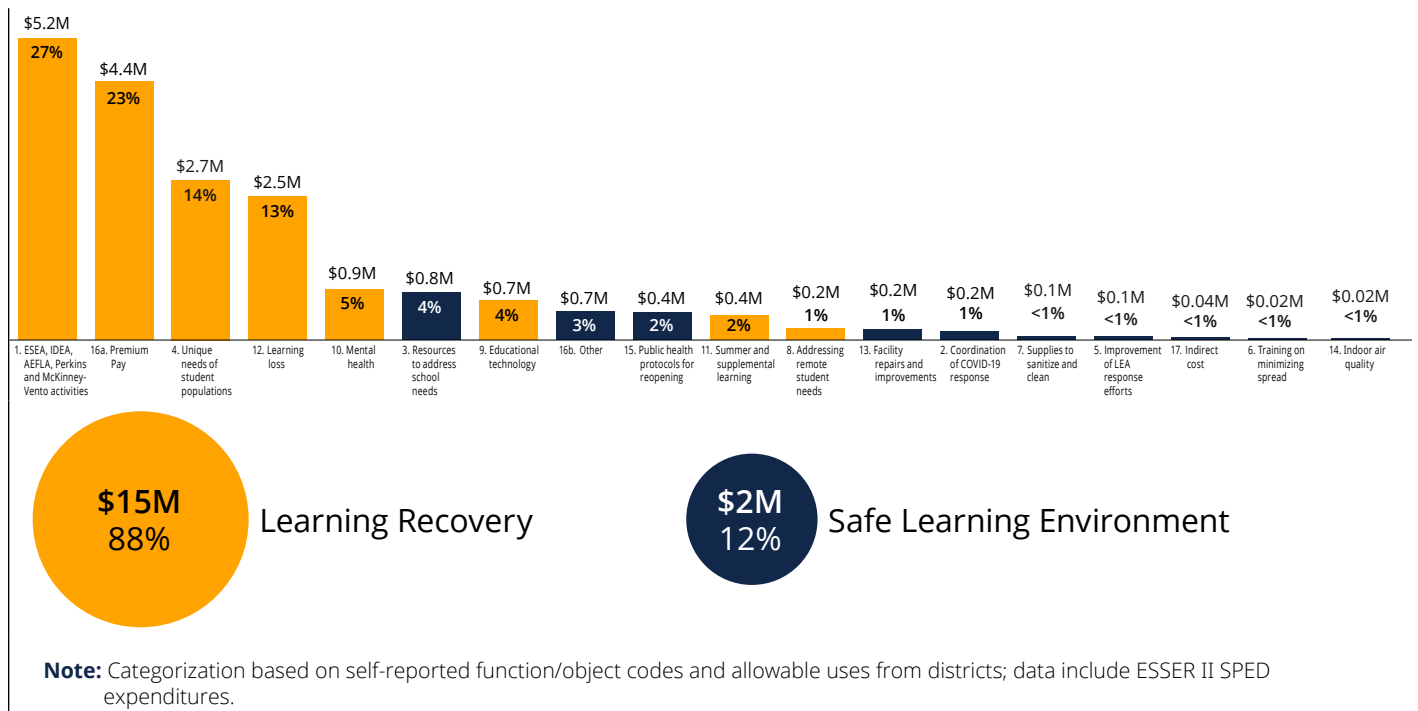 $5.2M
27%
$4.4M
23%
$2.7M
14%
$2.5M
13%
$0.9M
5%
$0.8M
4%
$0.7M
4%
$0.7M
3%
$0.4M
2%
$0.4M
2%
$0.2M
1%
$0.2M
1%
$0.2M
1%
$0.1M
<1%
$0.1M
<1%
$0.04M
<1%
$0.02M
<1%
$0.02M
<1%
1. ESEA, IDEA,
AEFLA, Perkins
and McKinney-
Vento activities
16a. Premium
Pay
4. Unique
needs of
student
populations
12. Learning
loss
10. Mental
health
3. Resources
to address
school
needs
9. Educational
technology
16b. Other
15. Public health
protocols for
reopening
11. Summer and
supplemental
learning
8. Addressing
remote
student
needs
13. Facility
repairs and
improvements
2. Coordination
of COVID-19
response
7. Supplies to
sanitize and
clean
5. Improvement
of LEA
response
efforts
17. Indirect
cost
6. Training on
minimizing
spread
14. Indoor air
quality
$15M
88%
Learning Recovery
$2M
12%
Safe Learning Environment
Note: Categorization based on self-reported function/object codes and allowable uses from districts; data include ESSER II SPED
expenditures.